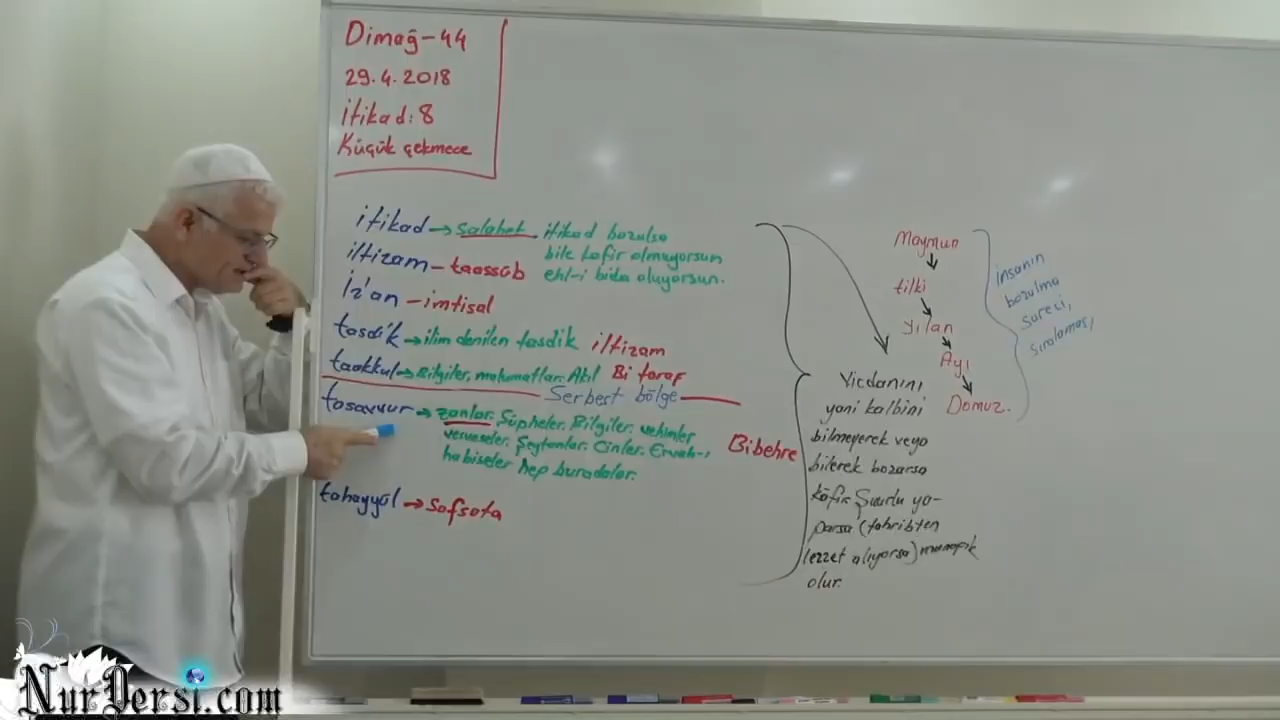 Dimağ-44
29.4.2018
İtikad:8
Küçük çekmece
itikad → salabet itikad bozulsa
bile kafir olmuyorsun
ehl-i bida oluyorsun.
iltizam - taassüb
İz'an - imtisal
tasdik → ilim denilen tasdik iltizam
taakkul → Bilgiler, malumatlar. Akıl Bi taraf
Serbest bölge
tasavvur → zanlar. Şüpheler. Bilgiler. vehimler
vesveseler. Şeytanlar. Cinler. Ervah-ı
habiseler hep buradalar.
Bibehre
tahayyül → Safsata
Maymun
tilki
yılan
Ayı
Domuz.
insanın
bozulma
süreci,
sıralaması
Vicdanını
yani kalbini
bilmeyerek veya
bilerek bozarsa
kâfir Şuurlu ya-
parsa (tahribten
lezzet alıyorsa) münafık
olur.
NurDersi.com